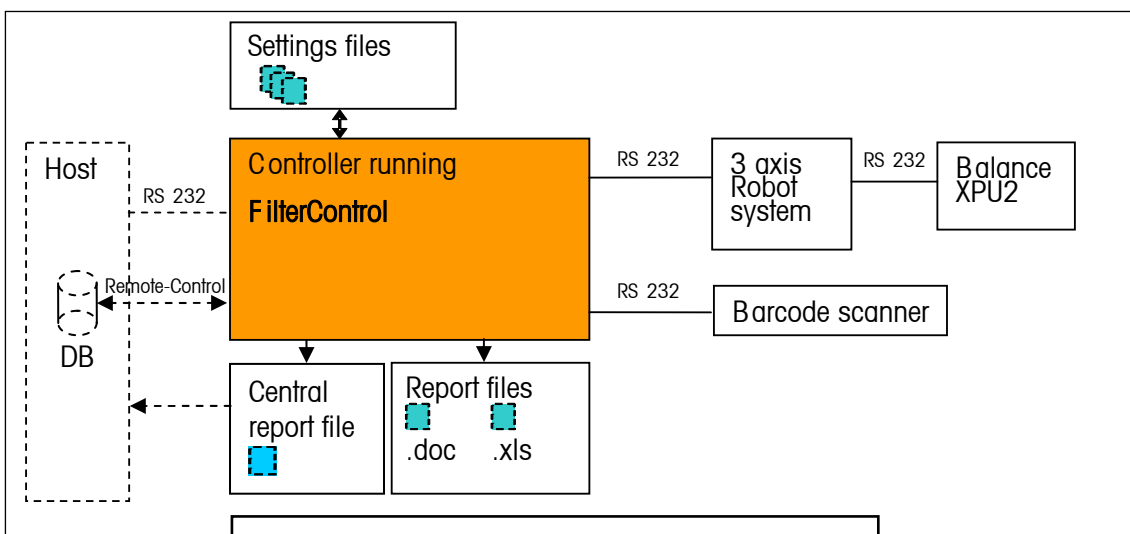 Settings files
Host
RS 232
Remote-Control
DB
Controller running
FilterControl
RS 232
3 axis
Robot
system
RS 232
Balance
XPU2
RS 232
Barcode scanner
Central
report file
Report files
.doc .xls